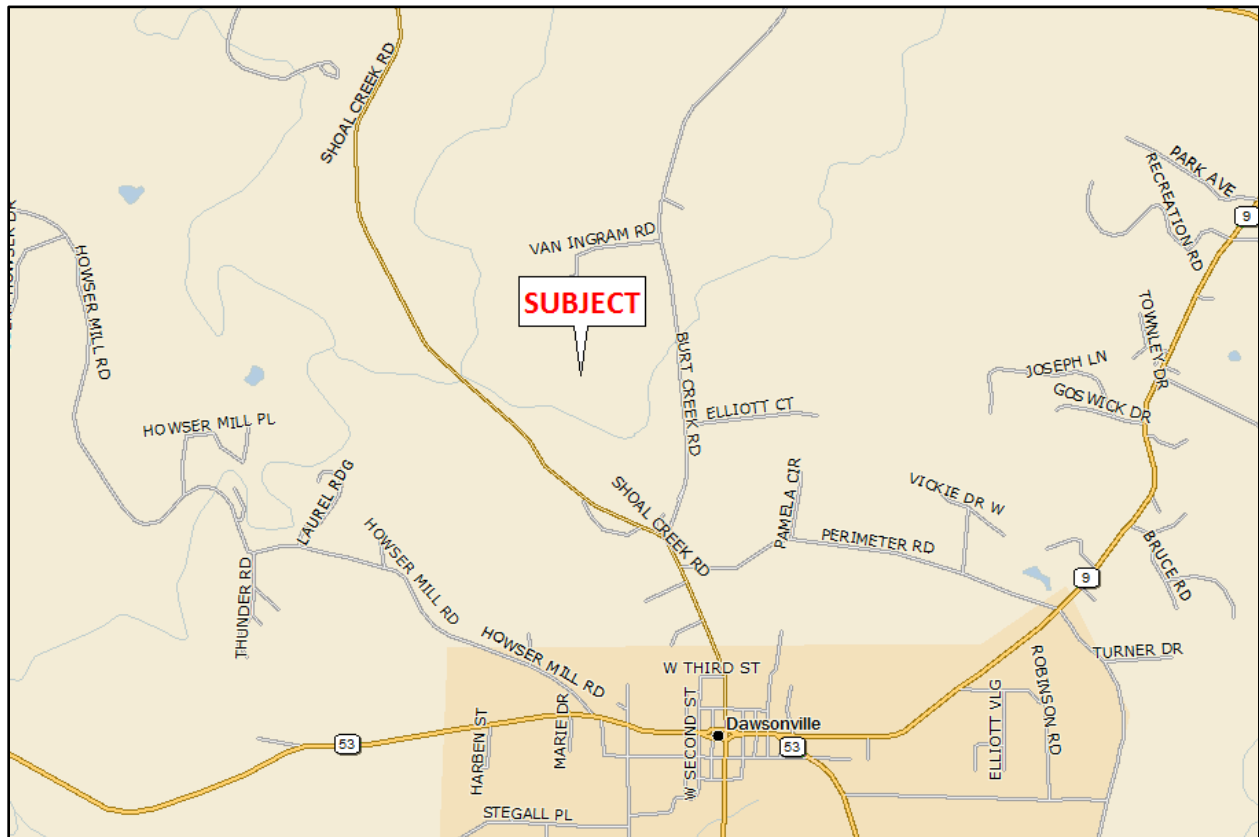 SHOAL CREEK RD
PARK AVE
RECREATION RD
9
HOWSER DR
HOWSER MILL RD
VAN INGRAM RD
SUBJECT
TOWNLEY DR
BURT CREEK RD
JOSEPH LN
GOSWICK DR
ELLIOTT CT
HOWSER MILL PL
LAUREL RDG
SHOAL CREEK RD
PAMELA CIR
VICKIE DR W
HOWSER MILL RD
PERIMETER RD
BRUCE RD
9
THUNDER RD
HOWSER MILL RD
W THIRD ST
TURNER DR
ROBINSON RD
ELLIOTT VLG
W SECOND ST
Dawsonville
53
53
HARBEN ST
MARIE DR
STEGALL PL